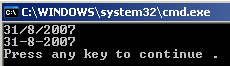 C:\WINDOWS\system32\cmd.exe
31/8/2007
31-8-2007
Press any key to continue .